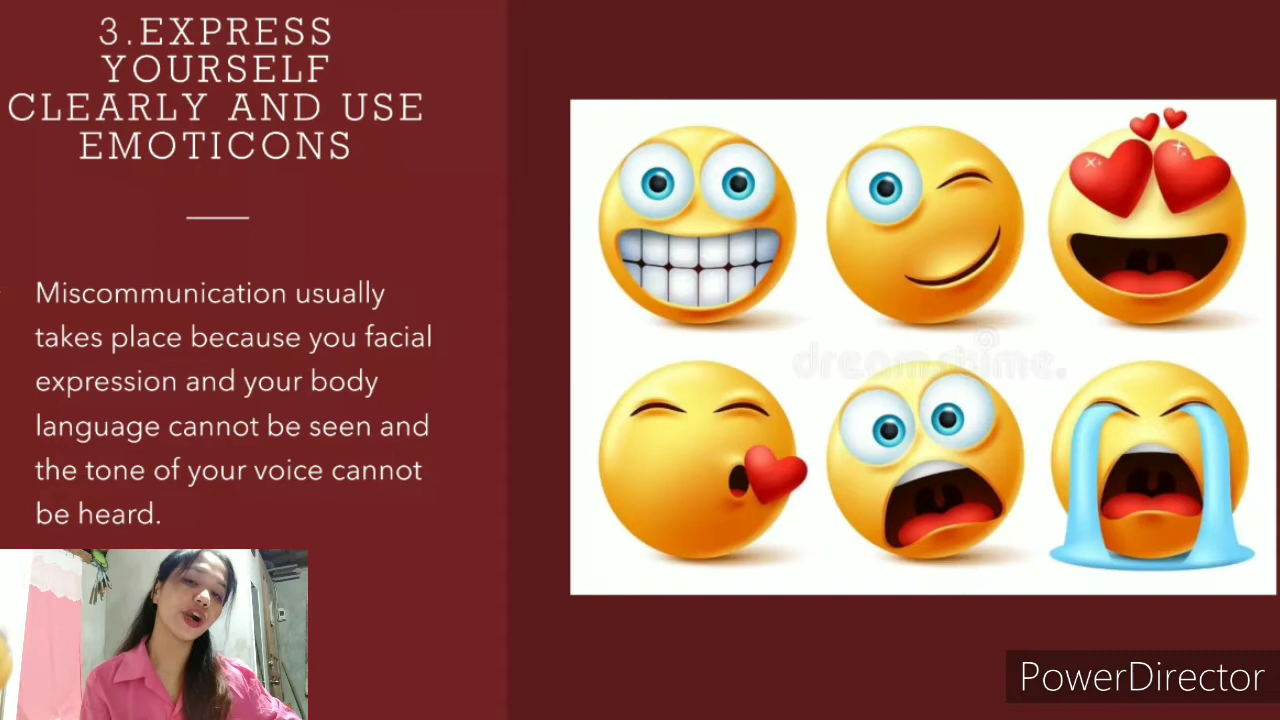 3.EXPRESS
YOURSELF
CLEARLY AND USE
EMOTICONS
Miscommunication usually
takes place because you facial
expression and your body
language cannot be seen and
the tone of your voice cannot
be heard.
dreamstime.
PowerDirector